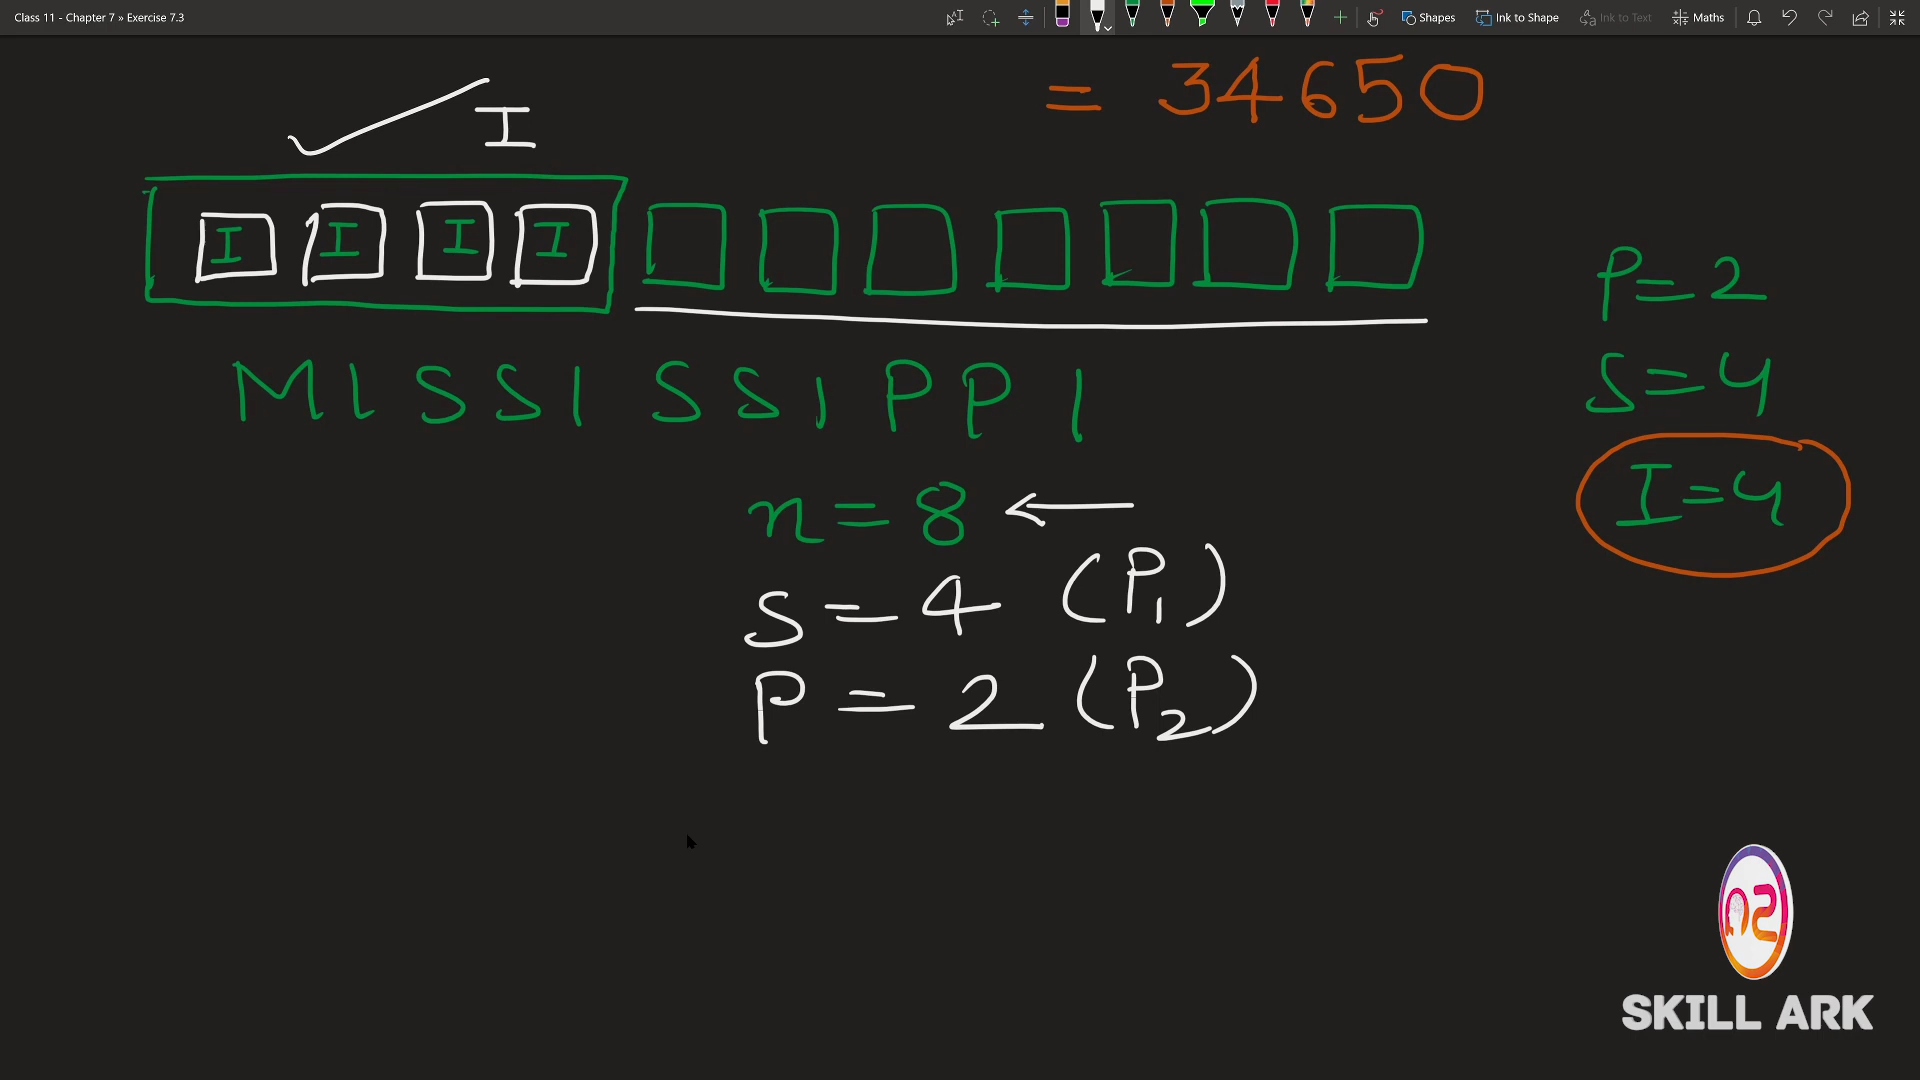 Class 11 - Chapter 7 » Exercise 7.3
Shapes Ink to Shape Ink to Text Maths
= 34650
I
I I I I
MISSISSIPPI
P=2
S=4
I=4
n=8
S=4 (P₁)
P=2 (P₂)
SKILL ARK